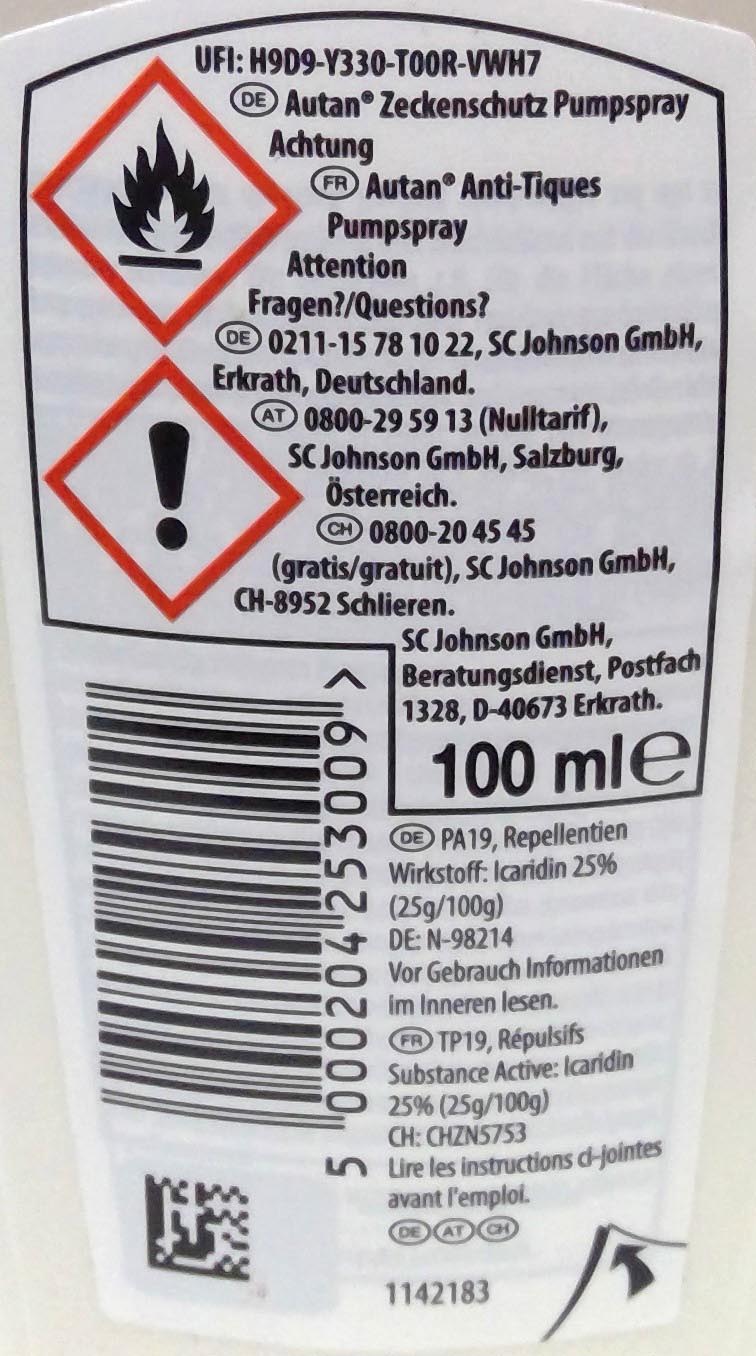 UFI: H9D9-Y330-T00R-VWH7
DE Autan® Zeckenschutz Pumpspray
Achtung
FR Autan® Anti-Tiques
Pumpspray
Attention
Fragen?/Questions?
DE 0211-15 78 10 22, SC Johnson GmbH,
Erkrath, Deutschland.
AT 0800-29 59 13 (Nulltarif),
SC Johnson GmbH, Salzburg,
Österreich.
CH 0800-20 45 45
(gratis/gratuit), SC Johnson GmbH,
CH-8952 Schlieren.
SC Johnson GmbH,
Beratungsdienst, Postfach
1328, D-40673 Erkrath.
100 ml e
5 000204 253009 >
DE PA19, Repellentien
Wirkstoff: Icaridin 25%
(25g/100g)
DE: N-98214
Vor Gebrauch Informationen
im Inneren lesen.
FR TP19, Répulsifs
Substance Active: Icaridin
25% (25g/100g)
CH: CHZN5753
Lire les instructions ci-jointes
avant l'emploi.
DE AT CH
1142183